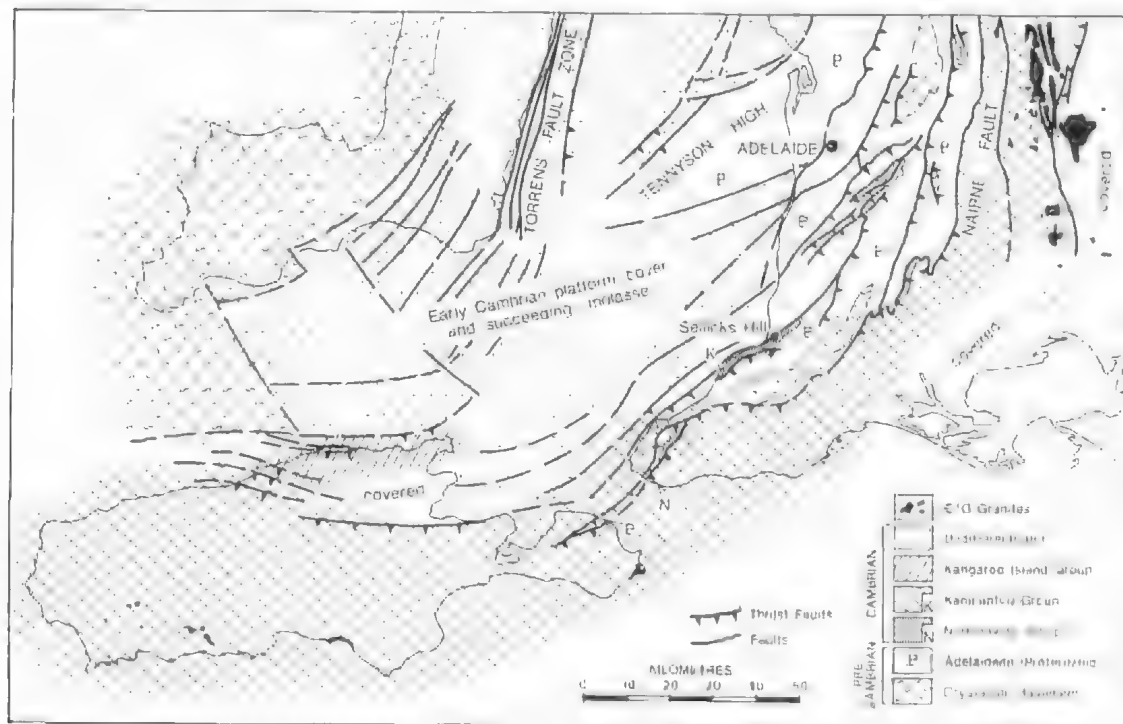 TORRENS FAULT ZONE
TENNYSON HIGH
ADELAIDE
NAIRNE FAULT
P
P
P
P
Covered
Early Cambrian platform cover
and succeeding molasse
Sellicks Hill
K
covered
covered
N
P
Thrust Faults
Faults
KILOMETRES
0 10 20 30 40 50
CAMBRIAN
PRE CAMBRIAN
Granites
Kangaroo Island Group
Kanmantoo Group
K
N
P
Adelaidean